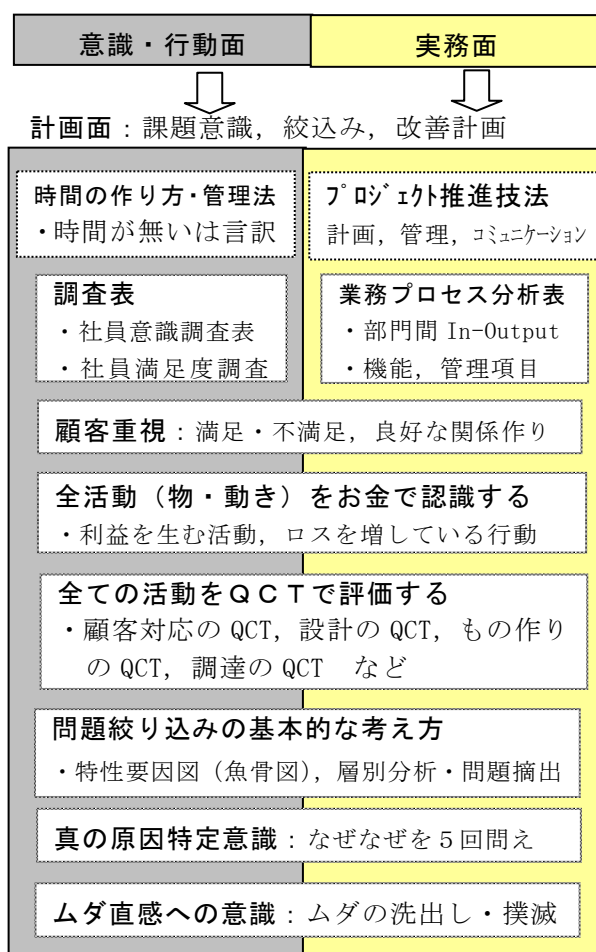 意識・行動面
実務面
計画面：課題意識，絞込み，改善計画
時間の作り方・管理法
・時間が無いは言訳
プロジェクト推進技法
計画，管理，コミュニケーション
調査表
・社員意識調査表
・社員満足度調査
業務プロセス分析表
・部門間 In-Output
・機能，管理項目
顧客重視：満足・不満足，良好な関係作り
全活動（物・動き）をお金で認識する
・利益を生む活動，ロスを増している行動
全ての活動をＱＣＴで評価する
・顧客対応の QCT，設計の QCT，もの作り
の QCT，調達の QCT　など
問題絞り込みの基本的な考え方
・特性要因図（魚骨図），層別分析・問題摘出
真の原因特定意識：なぜなぜを５回問え
ムダ直感への意識：ムダの洗出し・撲滅